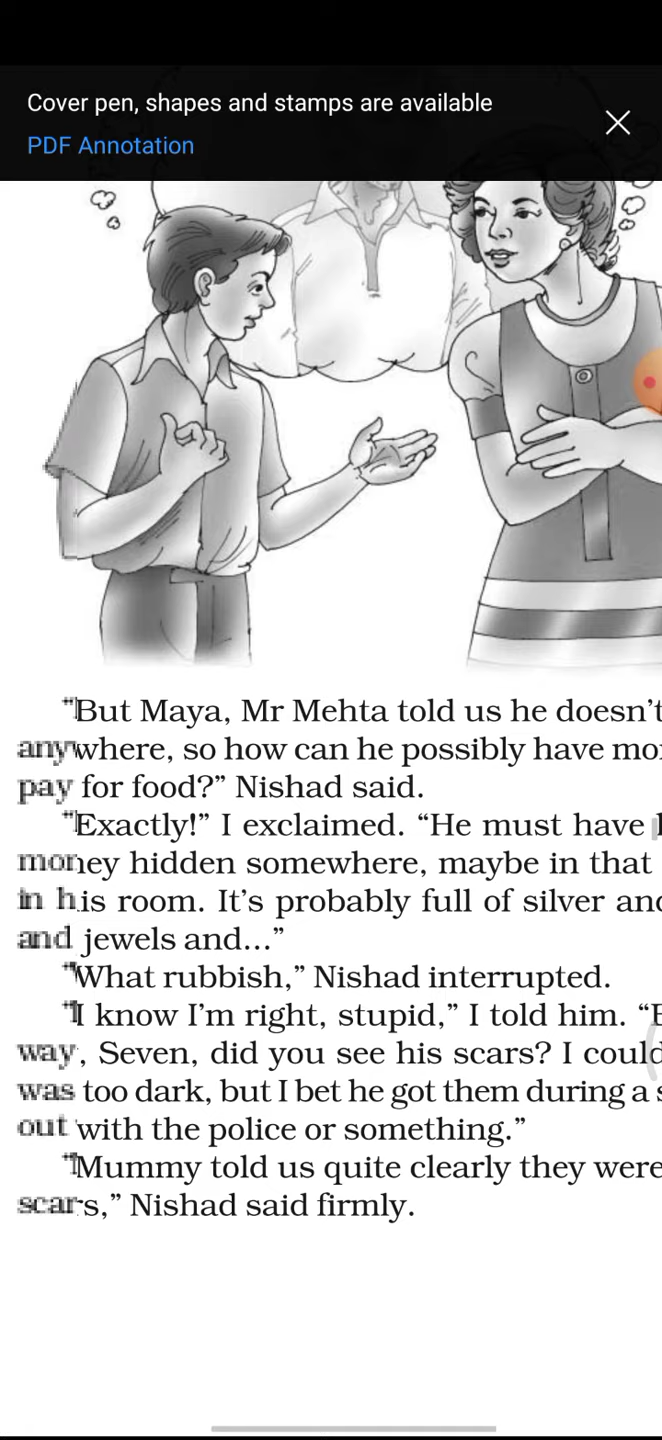 Cover pen, shapes and stamps are available
PDF Annotation
"But Maya, Mr Mehta told us he doesn't
anywhere, so how can he possibly have
pay for food?" Nishad said.
"Exactly!" I exclaimed. "He must have
money hidden somewhere, maybe in that
in his room. It's probably full of silver
and jewels and..."
"What rubbish," Nishad interrupted.
"I know I'm right, stupid," I told him. "
way, Seven, did you see his scars? I could
was too dark, but I bet he got them during a
out with the police or something."
"Mummy told us quite clearly they were
scars," Nishad said firmly.